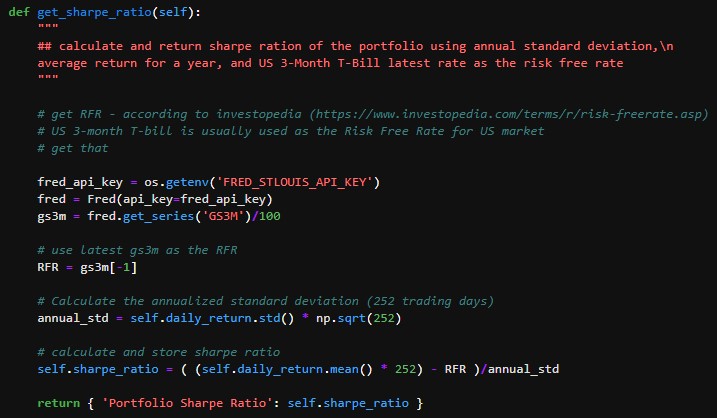 def get_sharpe_ratio(self):
"""
## calculate and return sharpe ration of the portfolio using annual standard deviation,\n
average return for a year, and US 3-Month T-Bill latest rate as the risk free rate
"""
# get RFR - according to investopedia (https://www.investopedia.com/terms/r/risk-freerate.asp)
# US 3-month T-bill is usually used as the Risk Free Rate for US market
# get that
fred_api_key = os.getenv('FRED_STLOUIS_API_KEY')
fred = Fred(api_key=fred_api_key)
gs3m = fred.get_series('GS3M')/100
# use latest gs3m as the RFR
RFR = gs3m[-1]
# Calculate the annualized standard deviation (252 trading days)
annual_std = self.daily_return.std() * np.sqrt(252)
# calculate and store sharpe ratio
self.sharpe_ratio = ( (self.daily_return.mean() * 252) - RFR )/annual_std
return { 'Portfolio Sharpe Ratio': self.sharpe_ratio }